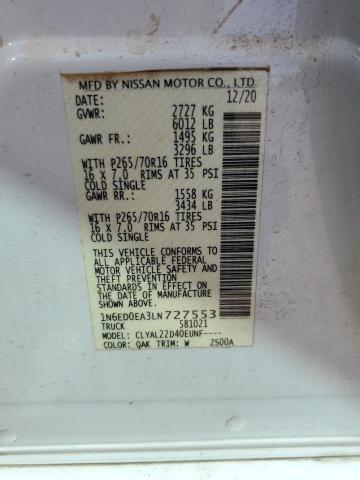 MFD BY NISSAN MOTOR CO., LTD.
DATE: 12/20
GVWR: 2727 KG
6012 LB
GAWR FR.: 1495 KG
3296 LB
WITH P265/70R16 TIRES
16 X 7.0 RIMS AT 35 PSI
COLD SINGLE
GAWR RR.: 1558 KG
3434 LB
WITH P265/70R16 TIRES
16 X 7.0 RIMS AT 35 PSI
COLD SINGLE
THIS VEHICLE CONFORMS TO
ALL APPLICABLE FEDERAL
MOTOR VEHICLE SAFETY
STANDARDS IN EFFECT ON
THE DATE OF MANUFACTURE
SHOWN ABOVE.
1N6ED0EA3LN727553
TRUCK 581021
MODEL: CLYAL22D40EUNF----
COLOR: QAK TRIM: W ZS00A